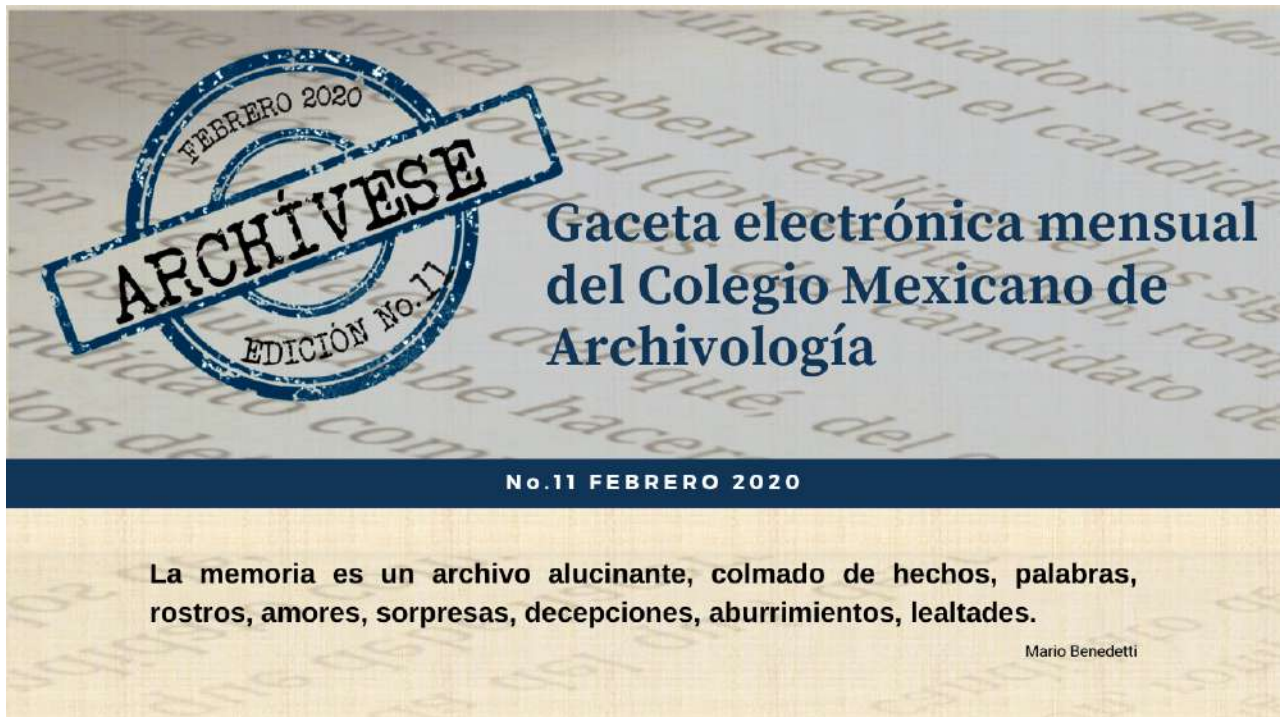 FEBRERO 2020
ARCHÍVESE
EDICIÓN No.11
Gaceta electrónica mensual
del Colegio Mexicano de
Archivología
No.11 FEBRERO 2020
La memoria es un archivo alucinante, colmado de hechos, palabras,
rostros, amores, sorpresas, decepciones, aburrimientos, lealtades.
Mario Benedetti